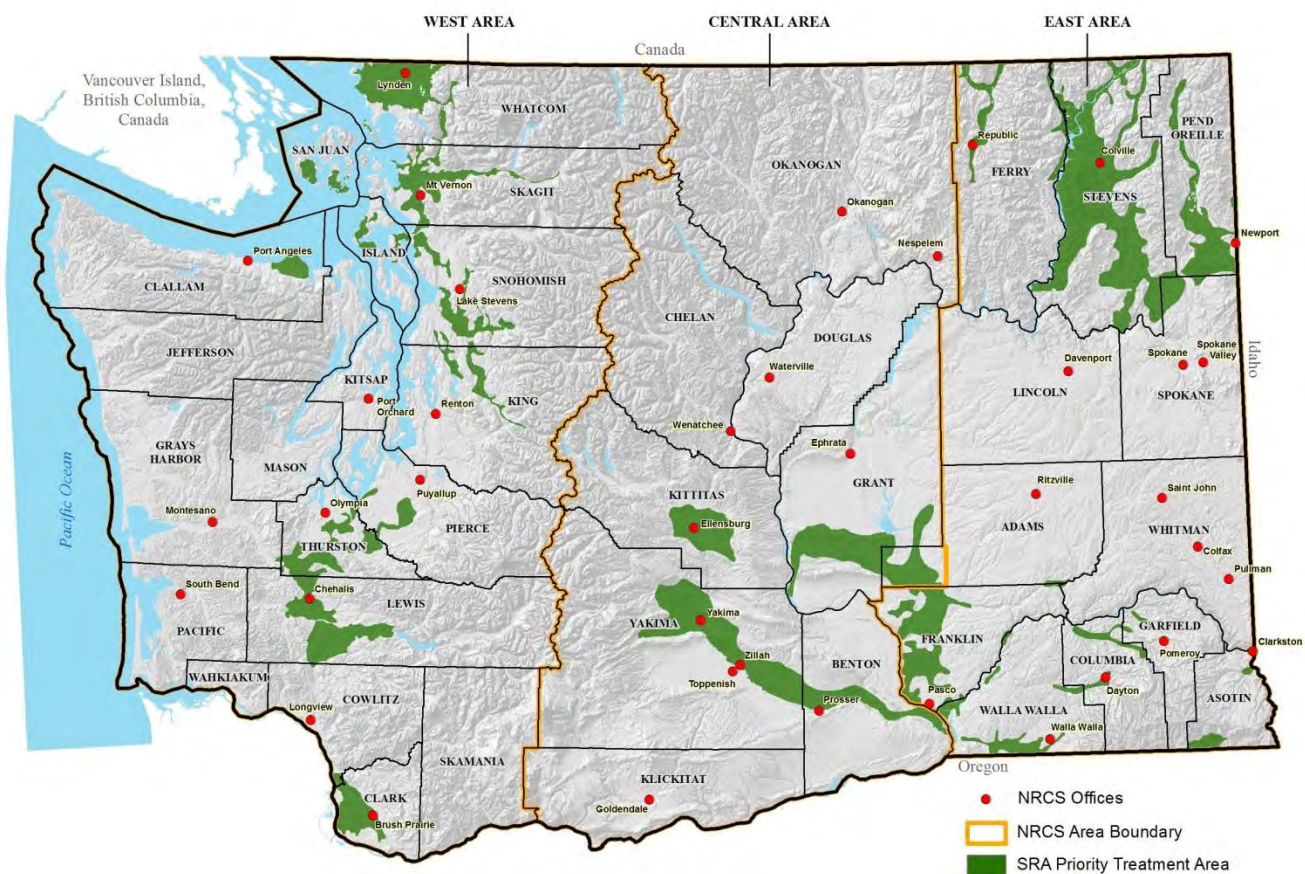 WEST AREA
CENTRAL AREA
EAST AREA
Canada
Vancouver Island,
British Columbia,
Canada
Lynden
WHATCOM
SAN JUAN
Mt Vernon
SKAGIT
OKANOGAN
Okanogan
Nespelem
Republic
FERRY
Colville
STEVENS
PEND
OREILLE
Newport
Port Angeles
CLALLAM
ISLAND
SNOHOMISH
Lake Stevens
CHELAN
DOUGLAS
Waterville
JEFFERSON
KITSAP
Port
Orchard
Renton
KING
Wenatchee
Davenport
LINCOLN
Spokane
Spokane
Valley
SPOKANE
Idaho
GRAYS
HARBOR
MASON
Ephrata
GRANT
Puyallup
Olympia
PIERCE
KITTITAS
Ellensburg
Ritzville
ADAMS
Saint John
WHITMAN
Colfax
Pullman
Pacific Ocean
Montesano
THURSTON
Chehalis
LEWIS
South Bend
PACIFIC
WAHKIAKUM
YAKIMA
Yakima
Zillah
Toppenish
BENTON
Prosser
FRANKLIN
Pasco
GARFIELD
Pomeroy
Clarkston
COLUMBIA
Dayton
ASOTIN
WALLA WALLA
Walla Walla
COWLITZ
Longview
SKAMANIA
CLARK
Brush Prairie
KLICKITAT
Goldendale
Oregon
NRCS Offices
NRCS Area Boundary
SRA Priority Treatment Area